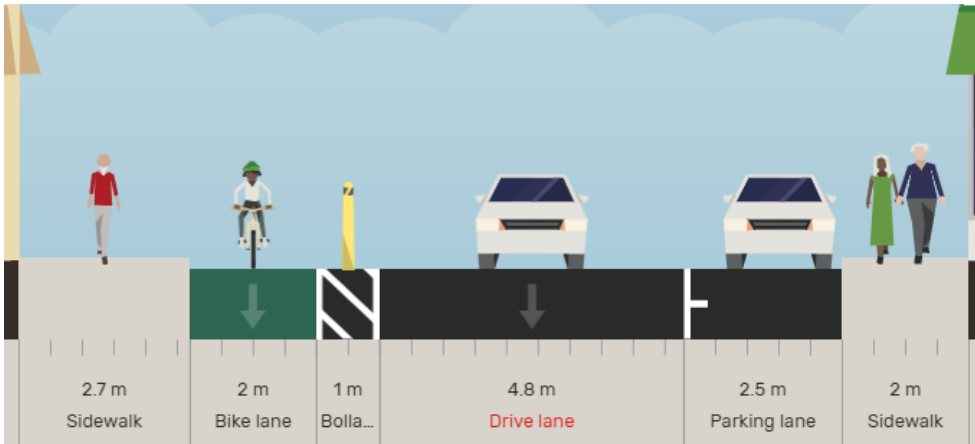 2.7 m
Sidewalk
2 m
Bike lane
1 m
Bolla...
4.8 m
Drive lane
2.5 m
Parking lane
2 m
Sidewalk